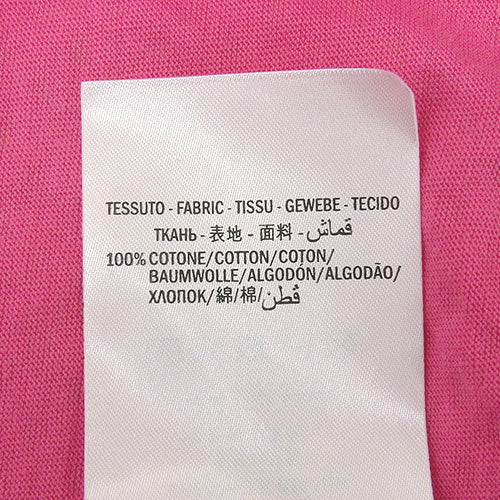 TESSUTO - FABRIC - TISSU - GEWEBE - TECIDO
ТКАНЬ - 表地 - 面料 - قماش
100% COTONE/COTTON/COTON/
BAUMWOLLE/ALGODÓN/ALGODÃO/
ХЛОПОК/綿/棉/قطن